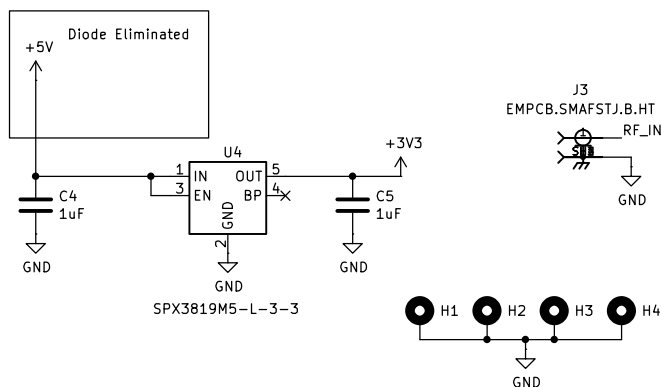 Diode Eliminated
+5V
J3
EMPCB.SMAFSTJ.B.HT
1
RF_IN
U4
+3V3
1 IN OUT 5
3 EN BP 4
C4
1uF
GND
2
C5
1uF
GND
GND
GND
GND
SPX3819M5-L-3-3
H1 H2 H3 H4
GND